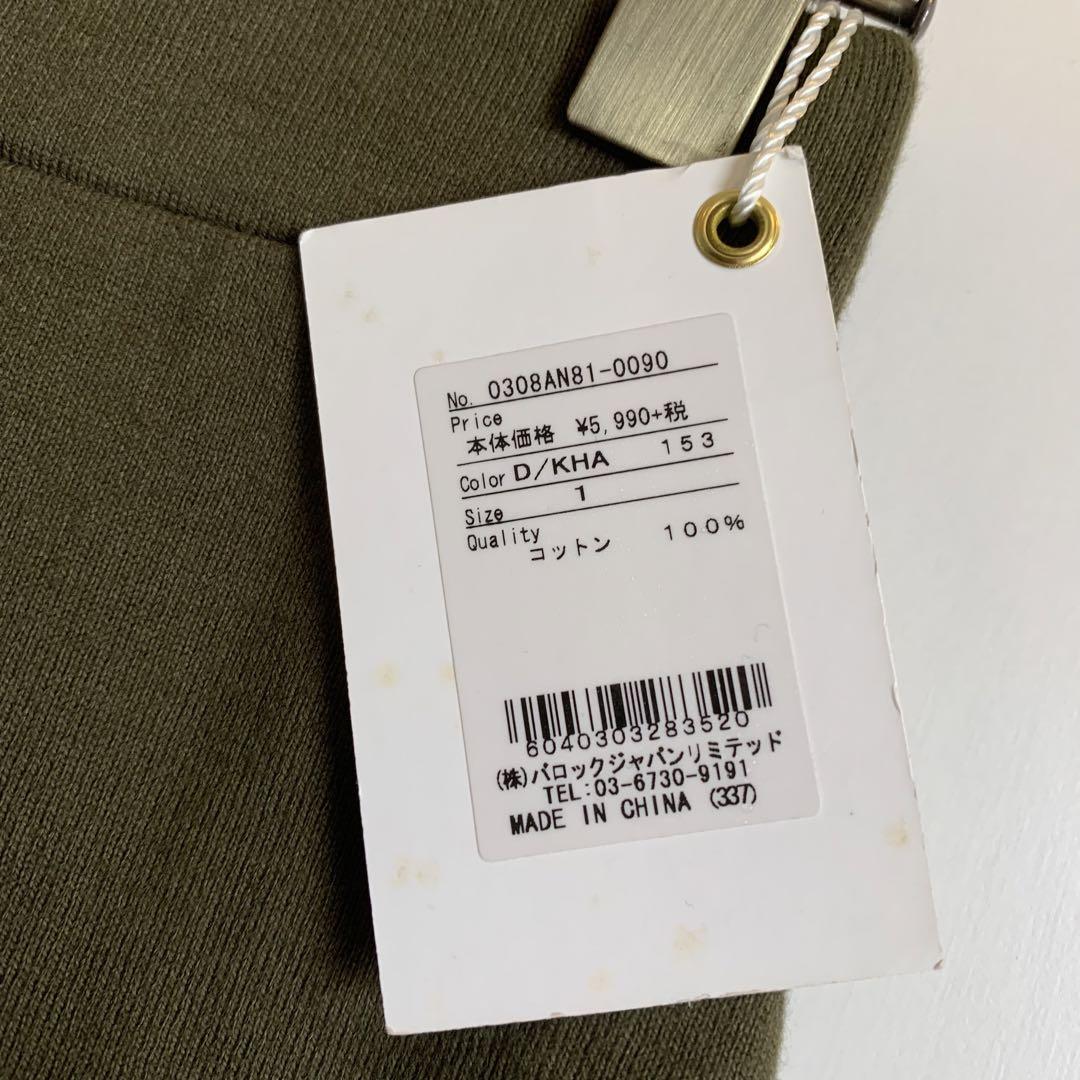 No. 0308AN81-0090
Price
本体価格 ¥5,990+税
Color D/KHA 153
Size 1
Quality
コットン 100%
6040303283520
(株)バロックジャパンリミテッド
TEL:03-6730-9191
MADE IN CHINA (337)